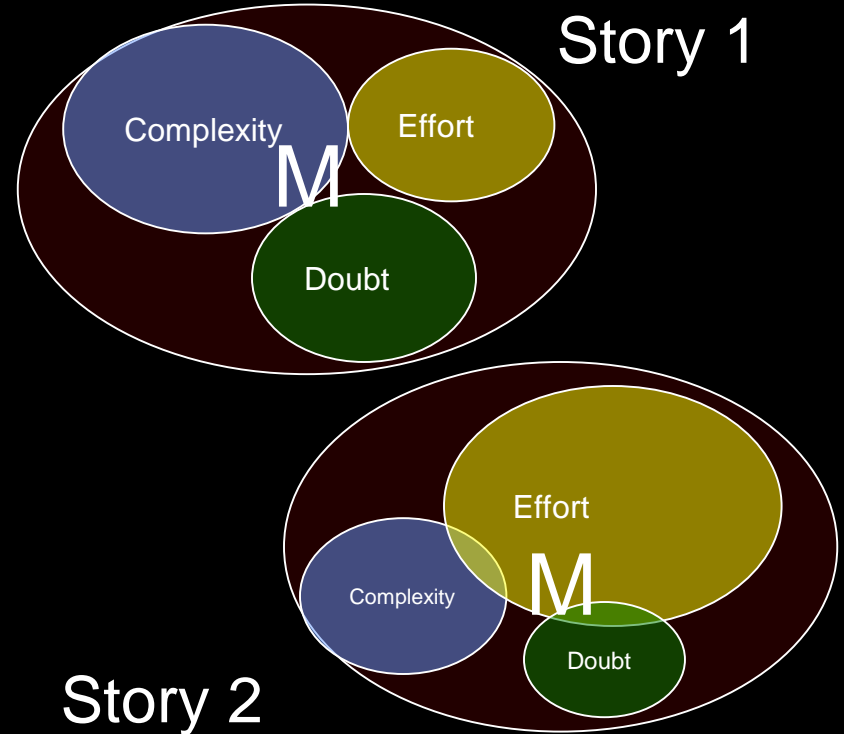 Story 1
Complexity
Effort
M
Doubt
Effort
M
Complexity
Doubt
Story 2